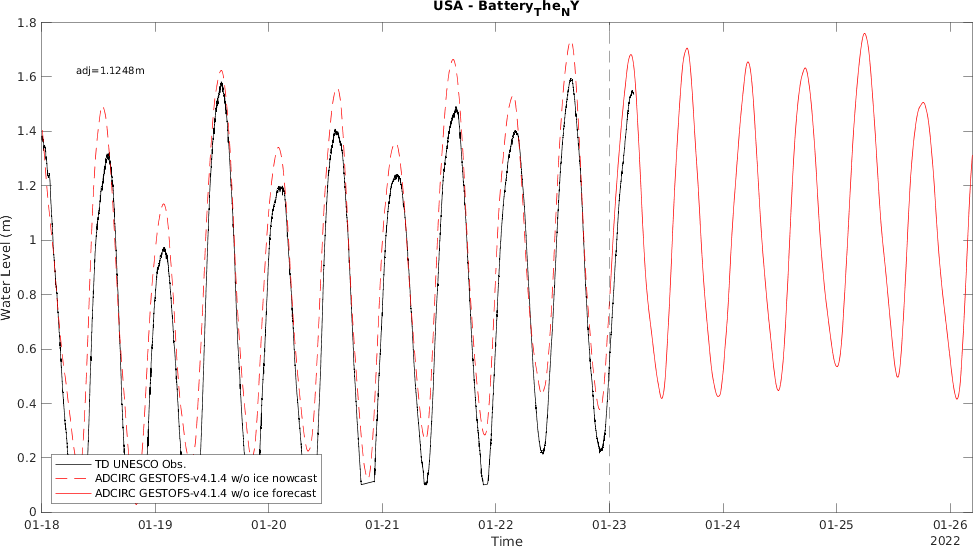 USA - Battery_The_NY
adj=1.1248m
1.8
1.6
1.4
1.2
1
0.8
0.6
0.4
0.2
0
Water Level (m)
TD UNESCO Obs.
ADCIRC GESTOFS-v4.1.4 w/o ice nowcast
ADCIRC GESTOFS-v4.1.4 w/o ice forecast
01-18 01-19 01-20 01-21 01-22 01-23 01-24 01-25 01-26
Time 2022